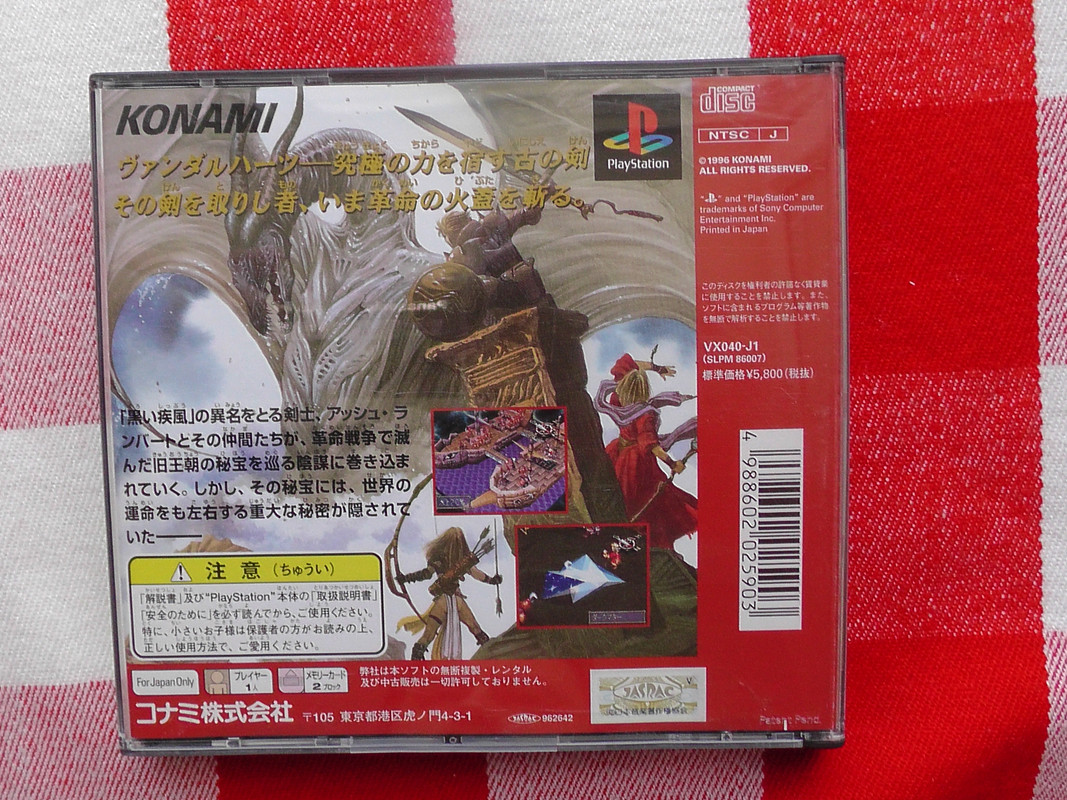 KONAMI
ヴァンダルハーツ—究極の力を宿す古の剣
その剣を取りし者、いま革命の火蓋を斬る。
PlayStation
COMPACT
disc
NTSC J
©1996 KONAMI
ALL RIGHTS RESERVED.
" " and "PlayStation" are
trademarks of Sony Computer
Entertainment Inc.
Printed in Japan
このディスクを権利者の許諾なく賃貸業
に使用することを禁止します。また、
ソフトに含まれるプログラム等著作物
を無断で解析することを禁止します。
VX040-J1
(SLPM 86007)
標準価格¥5,800(税抜)
4 988602 025903
「黒い疾風」の異名をとる剣士、アッシュ・ラ
ンバートとその仲間たちが、革命戦争で滅
んだ旧王朝の秘宝を巡る陰謀に巻き込ま
れていく。しかし、その秘宝には、世界の
運命をも左右する重大な秘密が隠されて
いた——
注意(ちゅうい)
「解説書」及び"PlayStation"本体の「取扱説明書」
「安全のために」を必ず読んでから、ご使用ください。
特に、小さいお子様は保護者の方がお読みの上、
正しい使用方法で、ご愛用ください。
For Japan Only
プレイヤー
1人
メモリーカード
2ブロック
弊社は本ソフトの無断複製・レンタル
及び中古販売は一切許可しておりません。
コナミ株式会社 〒105 東京都港区虎ノ門4-3-1
JASRAC 962642
JASRAC
Patent Pend.